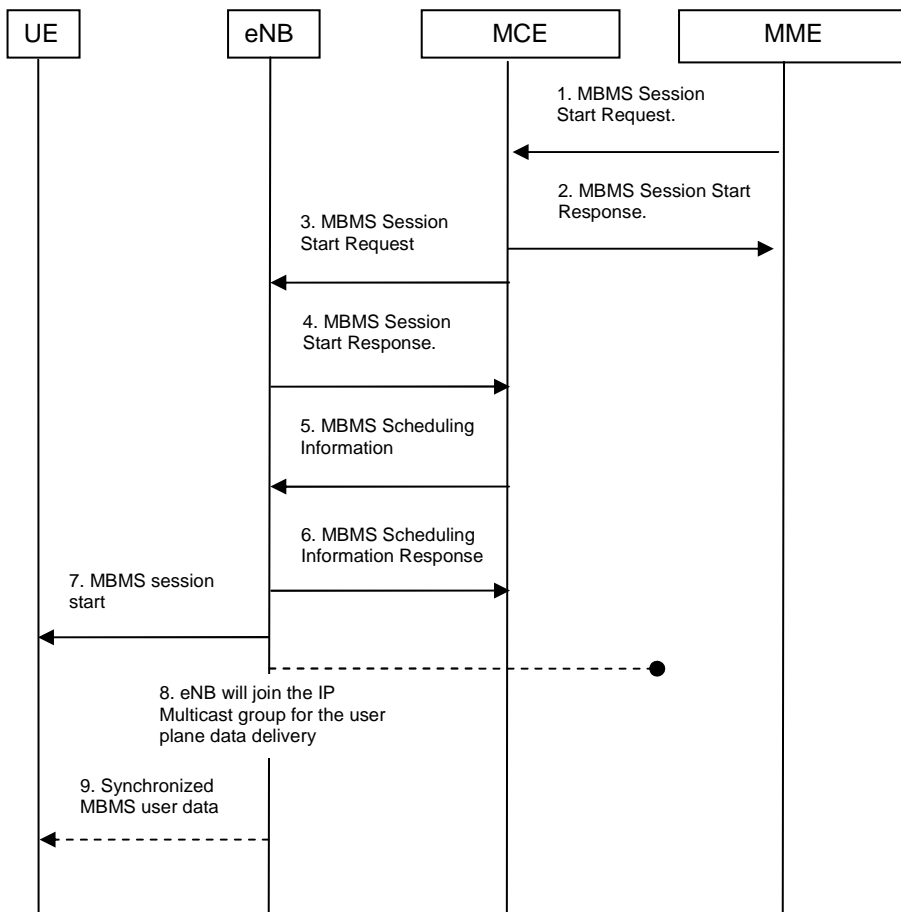 UE
eNB
MCE
MME
1. MBMS Session
Start Request.
2. MBMS Session Start
Response.
3. MBMS Session
Start Request
4. MBMS Session
Start Response.
5. MBMS Scheduling
Information
6. MBMS Scheduling
Information Response
7. MBMS session
start
8. eNB will join the IP
Multicast group for the user
plane data delivery
9. Synchronized
MBMS user data